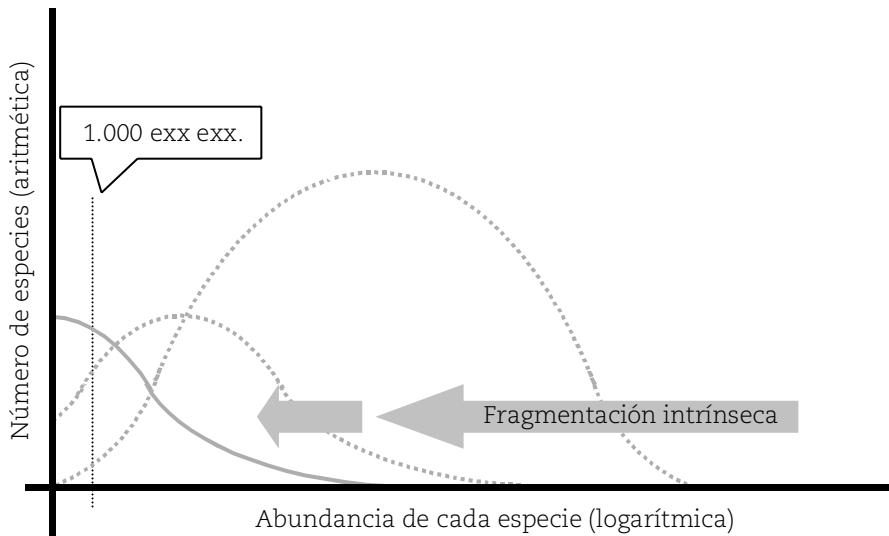 Número de especies (aritmética)
1.000 exx exx.
Fragmentación intrínseca
Abundancia de cada especie (logarítmica)